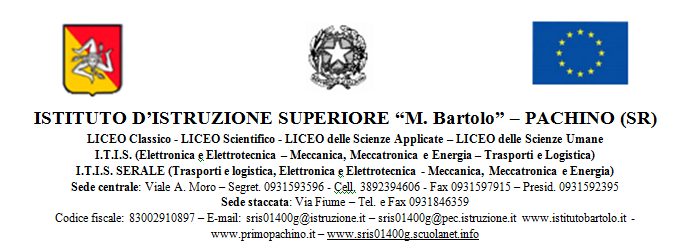 ISTITUTO D'ISTRUZIONE SUPERIORE “M. Bartolo” – PACHINO (SR)
LICEO Classico - LICEO Scientifico - LICEO delle Scienze Applicate – LICEO delle Scienze Umane
I.T.I.S. (Elettronica e Elettrotecnica – Meccanica, Meccatronica e Energia – Trasporti e Logistica)
I.T.I.S. SERALE (Trasporti e logistica, Elettronica e Elettrotecnica - Meccanica, Meccatronica e Energia)
Sede centrale: Viale A. Moro – Segret. 0931593596 - Cell. 3892394606 - Fax 0931597915 – Presid. 0931592395
Sede staccata: Via Fiume – Tel. e Fax 0931846359
Codice fiscale: 83002910897 – E-mail: sris01400g@istruzione.it – sris01400g@pec.istruzione.it www.istitutobartolo.it -
www.primopachino.it – www.sris01400g.scuolanet.info